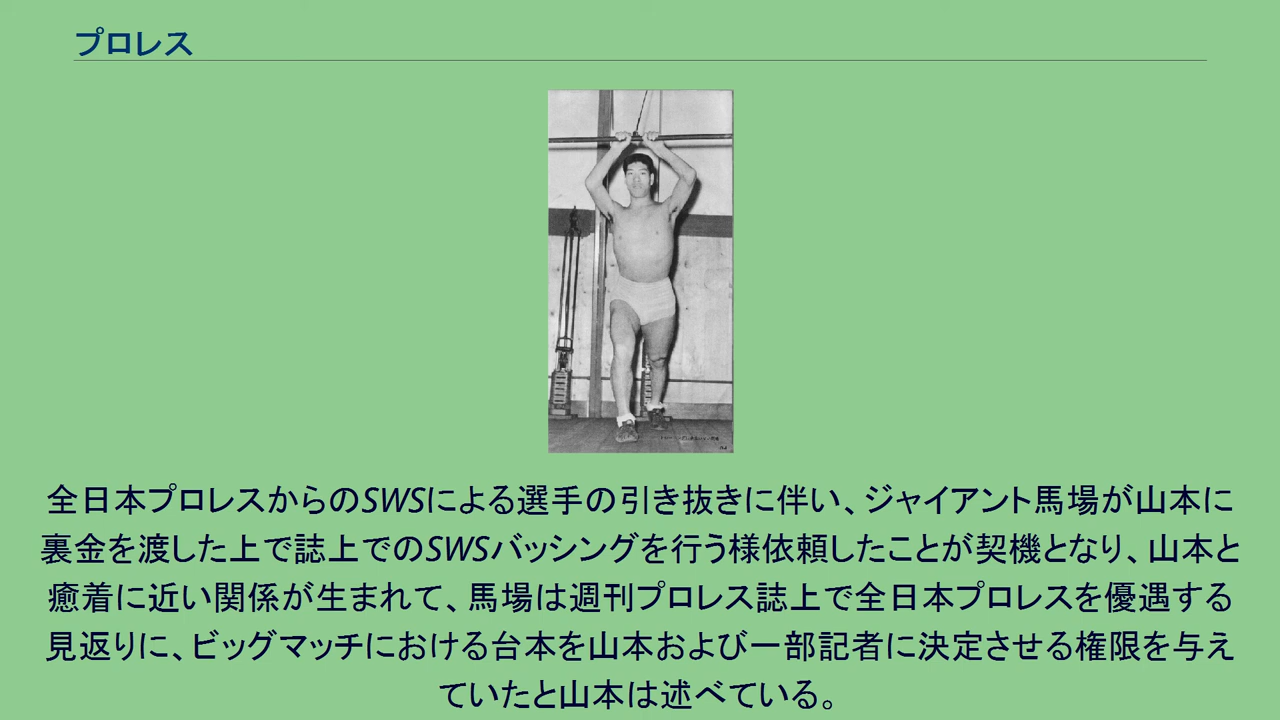 プロレス
全日本プロレスからのSWSによる選手の引き抜きに伴い、ジャイアント馬場が山本に
裏金を渡した上で誌上でのSWSバッシングを行う様依頼したことが契機となり、山本と
癒着に近い関係が生まれて、馬場は週刊プロレス誌上で全日本プロレスを優遇する
見返りに、ビッグマッチにおける台本を山本および一部記者に決定させる権限を与え
ていたと山本は述べている。